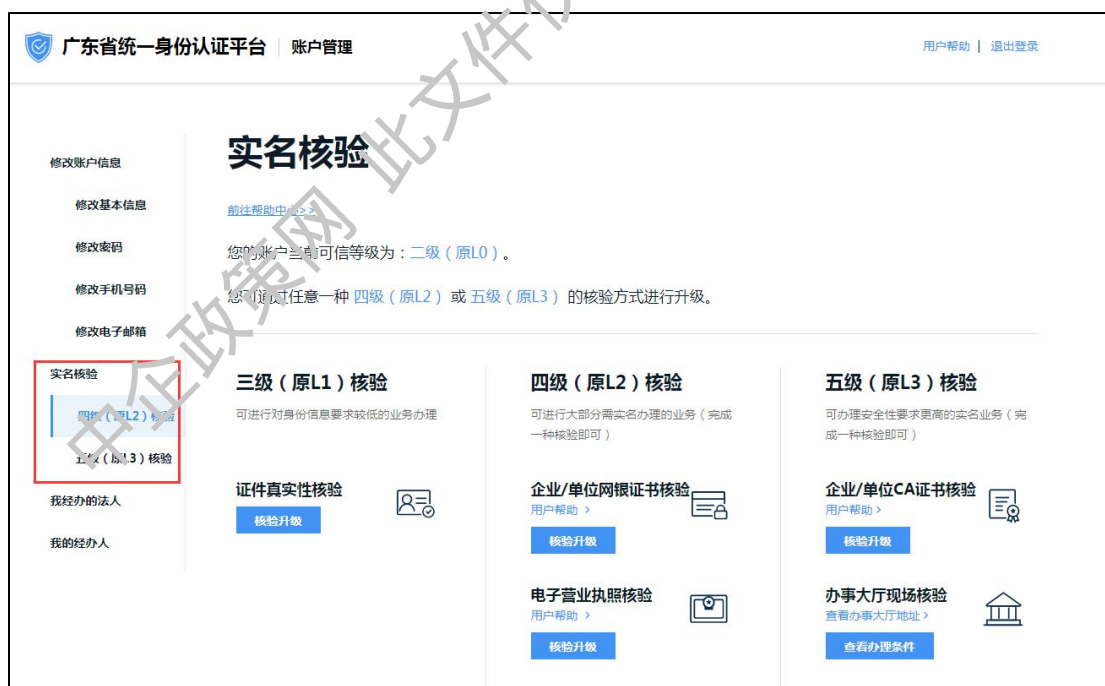 广东省统一身份认证平台 账户管理
用户帮助 | 退出登录
修改账户信息
修改基本信息
修改密码
修改手机号码
修改电子邮箱
实名核验
四级（原L2）核验
五级（原L3）核验
我经办的法人
我的经办人
实名核验
前往帮助中心>>
您的账户当前可信等级为：二级（原L0）。
您可通过任意一种 四级（原L2） 或 五级（原L3） 的核验方式进行升级。
三级（原L1）核验
可进行对身份信息要求较低的业务办理
证件真实性核验
核验升级
四级（原L2）核验
可进行大部分需实名办理的业务（完成
一种核验即可）
企业/单位网银证书核验
用户帮助 >
核验升级
电子营业执照核验
用户帮助 >
核验升级
五级（原L3）核验
可办理安全性要求更高的实名业务（完
成一种核验即可）
企业/单位CA证书核验
用户帮助 >
核验升级
办事大厅现场核验
查看办事大厅地址 >
查看办理条件
中企政策网 此文件